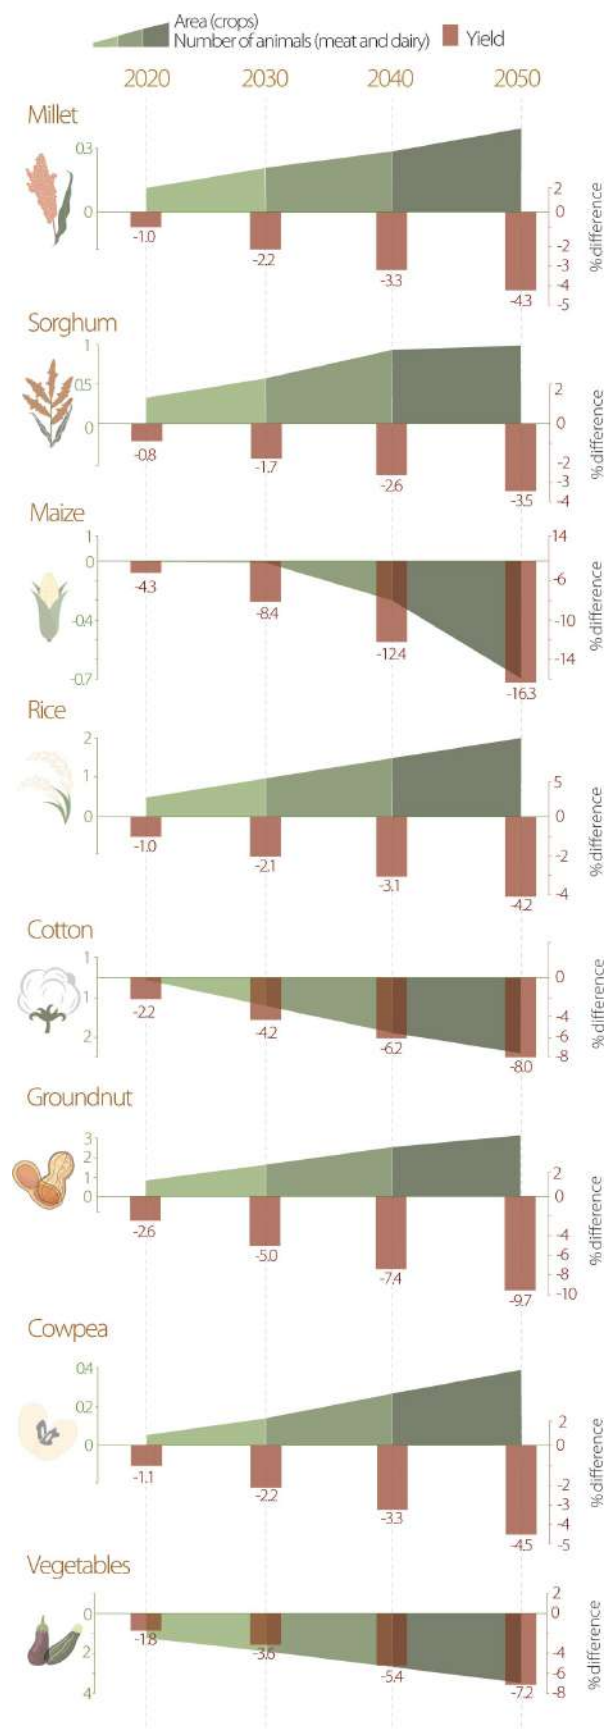 Area (crops)
Number of animals (meat and dairy) Yield
2020 2030 2040 2050
Millet
0.3
0
2
0
-2
-3
-4
-5
% difference
-1.0 -2.2 -3.3 -4.3
Sorghum
1
0.5
0
2
0
-2
-3
-4
% difference
-0.8 -1.7 -2.6 -3.5
Maize
1
0
-0.4
-0.7
14
-6
-10
-14
% difference
-4.3 -8.4 -12.4 -16.3
Rice
2
1
0
5
0
-2
-4
% difference
-1.0 -2.1 -3.1 -4.2
Cotton
1
1
2
0
-4
-6
-8
% difference
-2.2 -4.2 -6.2 -8.0
Groundnut
3
2
1
0
2
0
-4
-6
-8
-10
% difference
-2.6 -5.0 -7.4 -9.7
Cowpea
0.4
0.2
0
2
0
-2
-3
-4
-5
% difference
-1.1 -2.2 -3.3 -4.5
Vegetables
0
2
4
2
0
-4
-6
-8
% difference
-1.8 -3.6 -5.4 -7.2